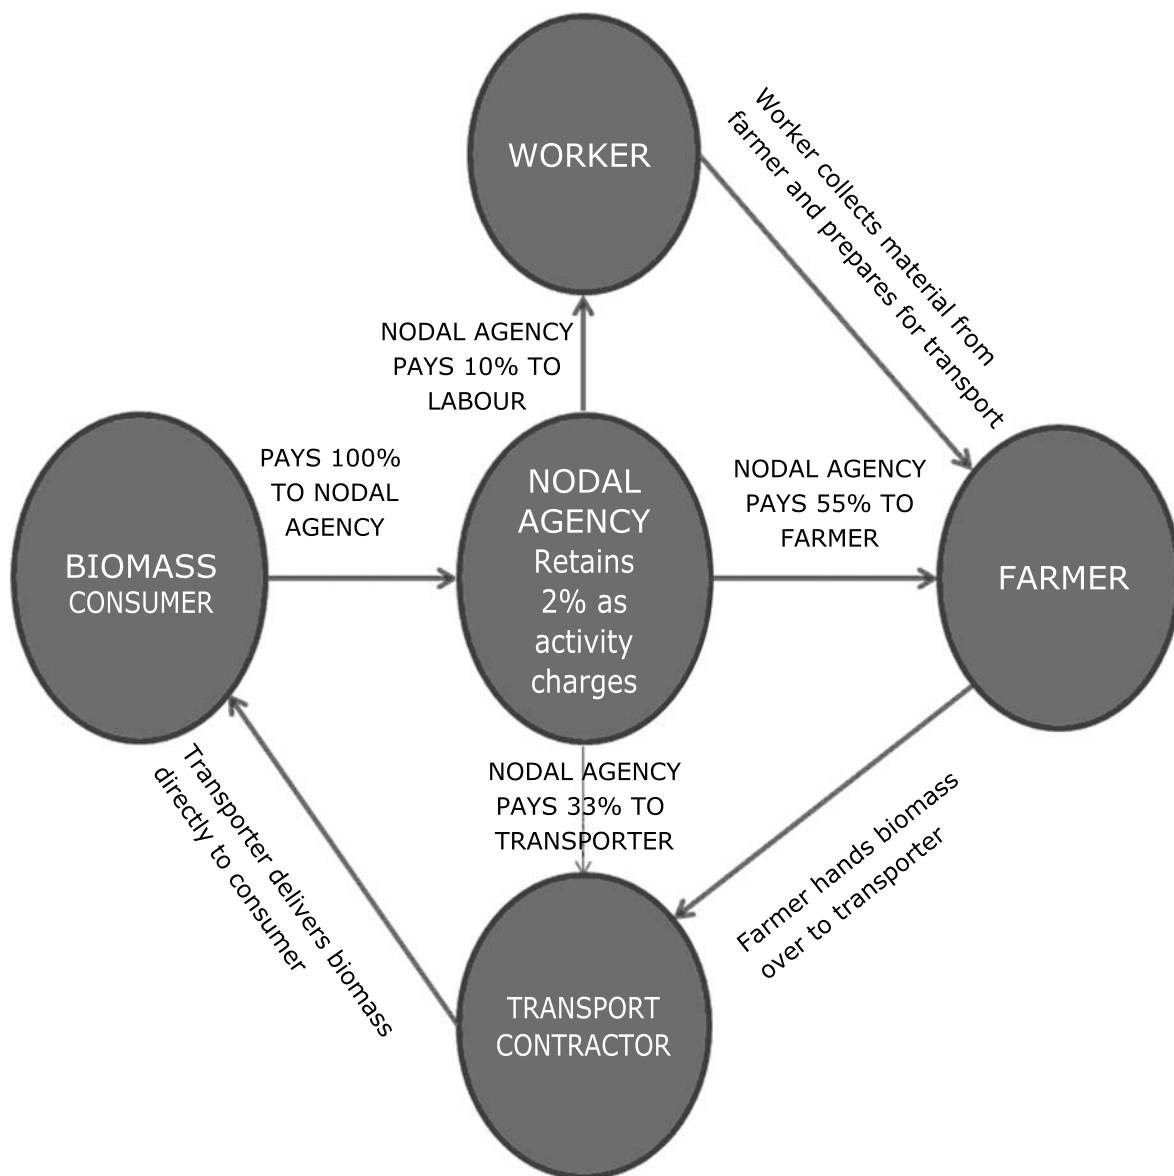 WORKER
Worker collects material from
farmer and prepares for transport
NODAL AGENCY
PAYS 10% TO
LABOUR
PAYS 100%
TO NODAL
AGENCY
NODAL
AGENCY
Retains
2% as
activity
charges
NODAL AGENCY
PAYS 55% TO
FARMER
BIOMASS
CONSUMER
FARMER
NODAL AGENCY
PAYS 33% TO
TRANSPORTER
Transporter delivers biomass
directly to consumer
Farmer hands biomass
over to transporter
TRANSPORT
CONTRACTOR